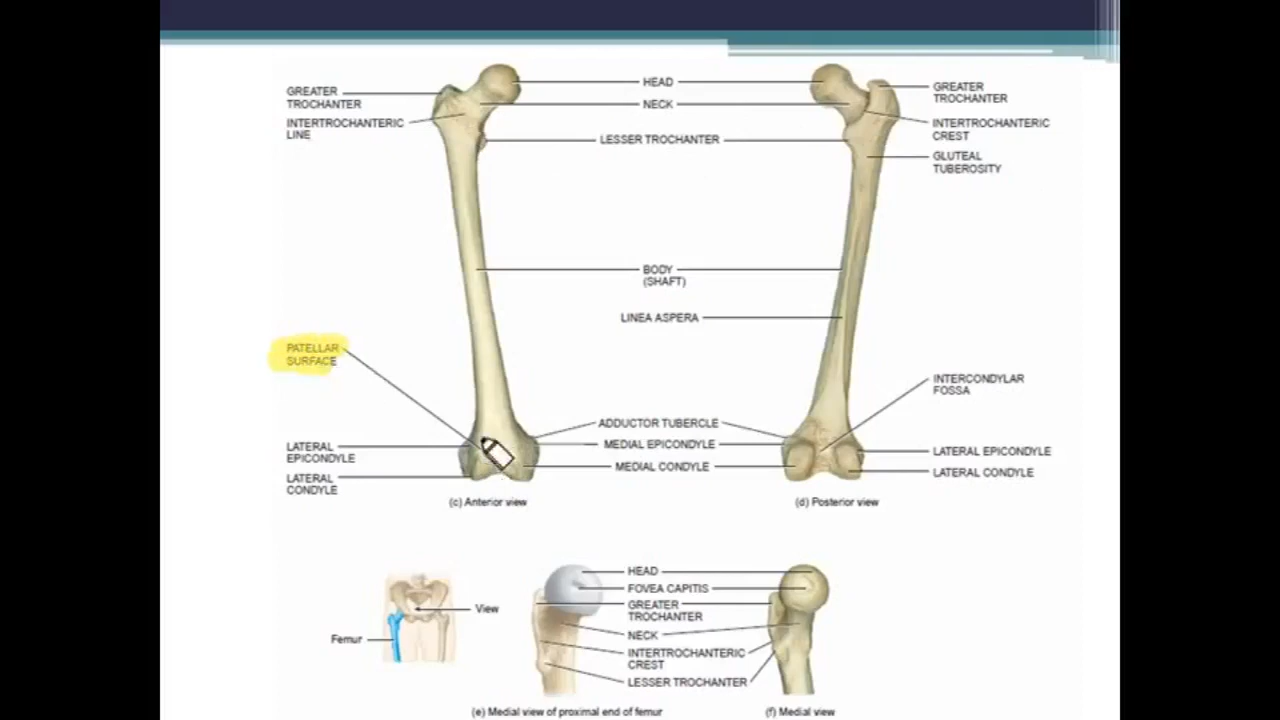 GREATER
TROCHANTER
INTERTROCHANTERIC
LINE
HEAD
NECK
LESSER TROCHANTER
GREATER
TROCHANTER
INTERTROCHANTERIC
CREST
GLUTEAL
TUBEROSITY
BODY
(SHAFT)
LINEA ASPERA
PATELLAR
SURFACE
INTERCONDYLAR
FOSSA
ADDUCTOR TUBERCLE
MEDIAL EPICONDYLE
MEDIAL CONDYLE
LATERAL
EPICONDYLE
LATERAL
CONDYLE
LATERAL EPICONDYLE
LATERAL CONDYLE
(c) Anterior view
(d) Posterior view
View
Femur
HEAD
FOVEA CAPITIS
GREATER
TROCHANTER
NECK
INTERTROCHANTERIC
CREST
LESSER TROCHANTER
(e) Medial view of proximal end of femur
(f) Medial view